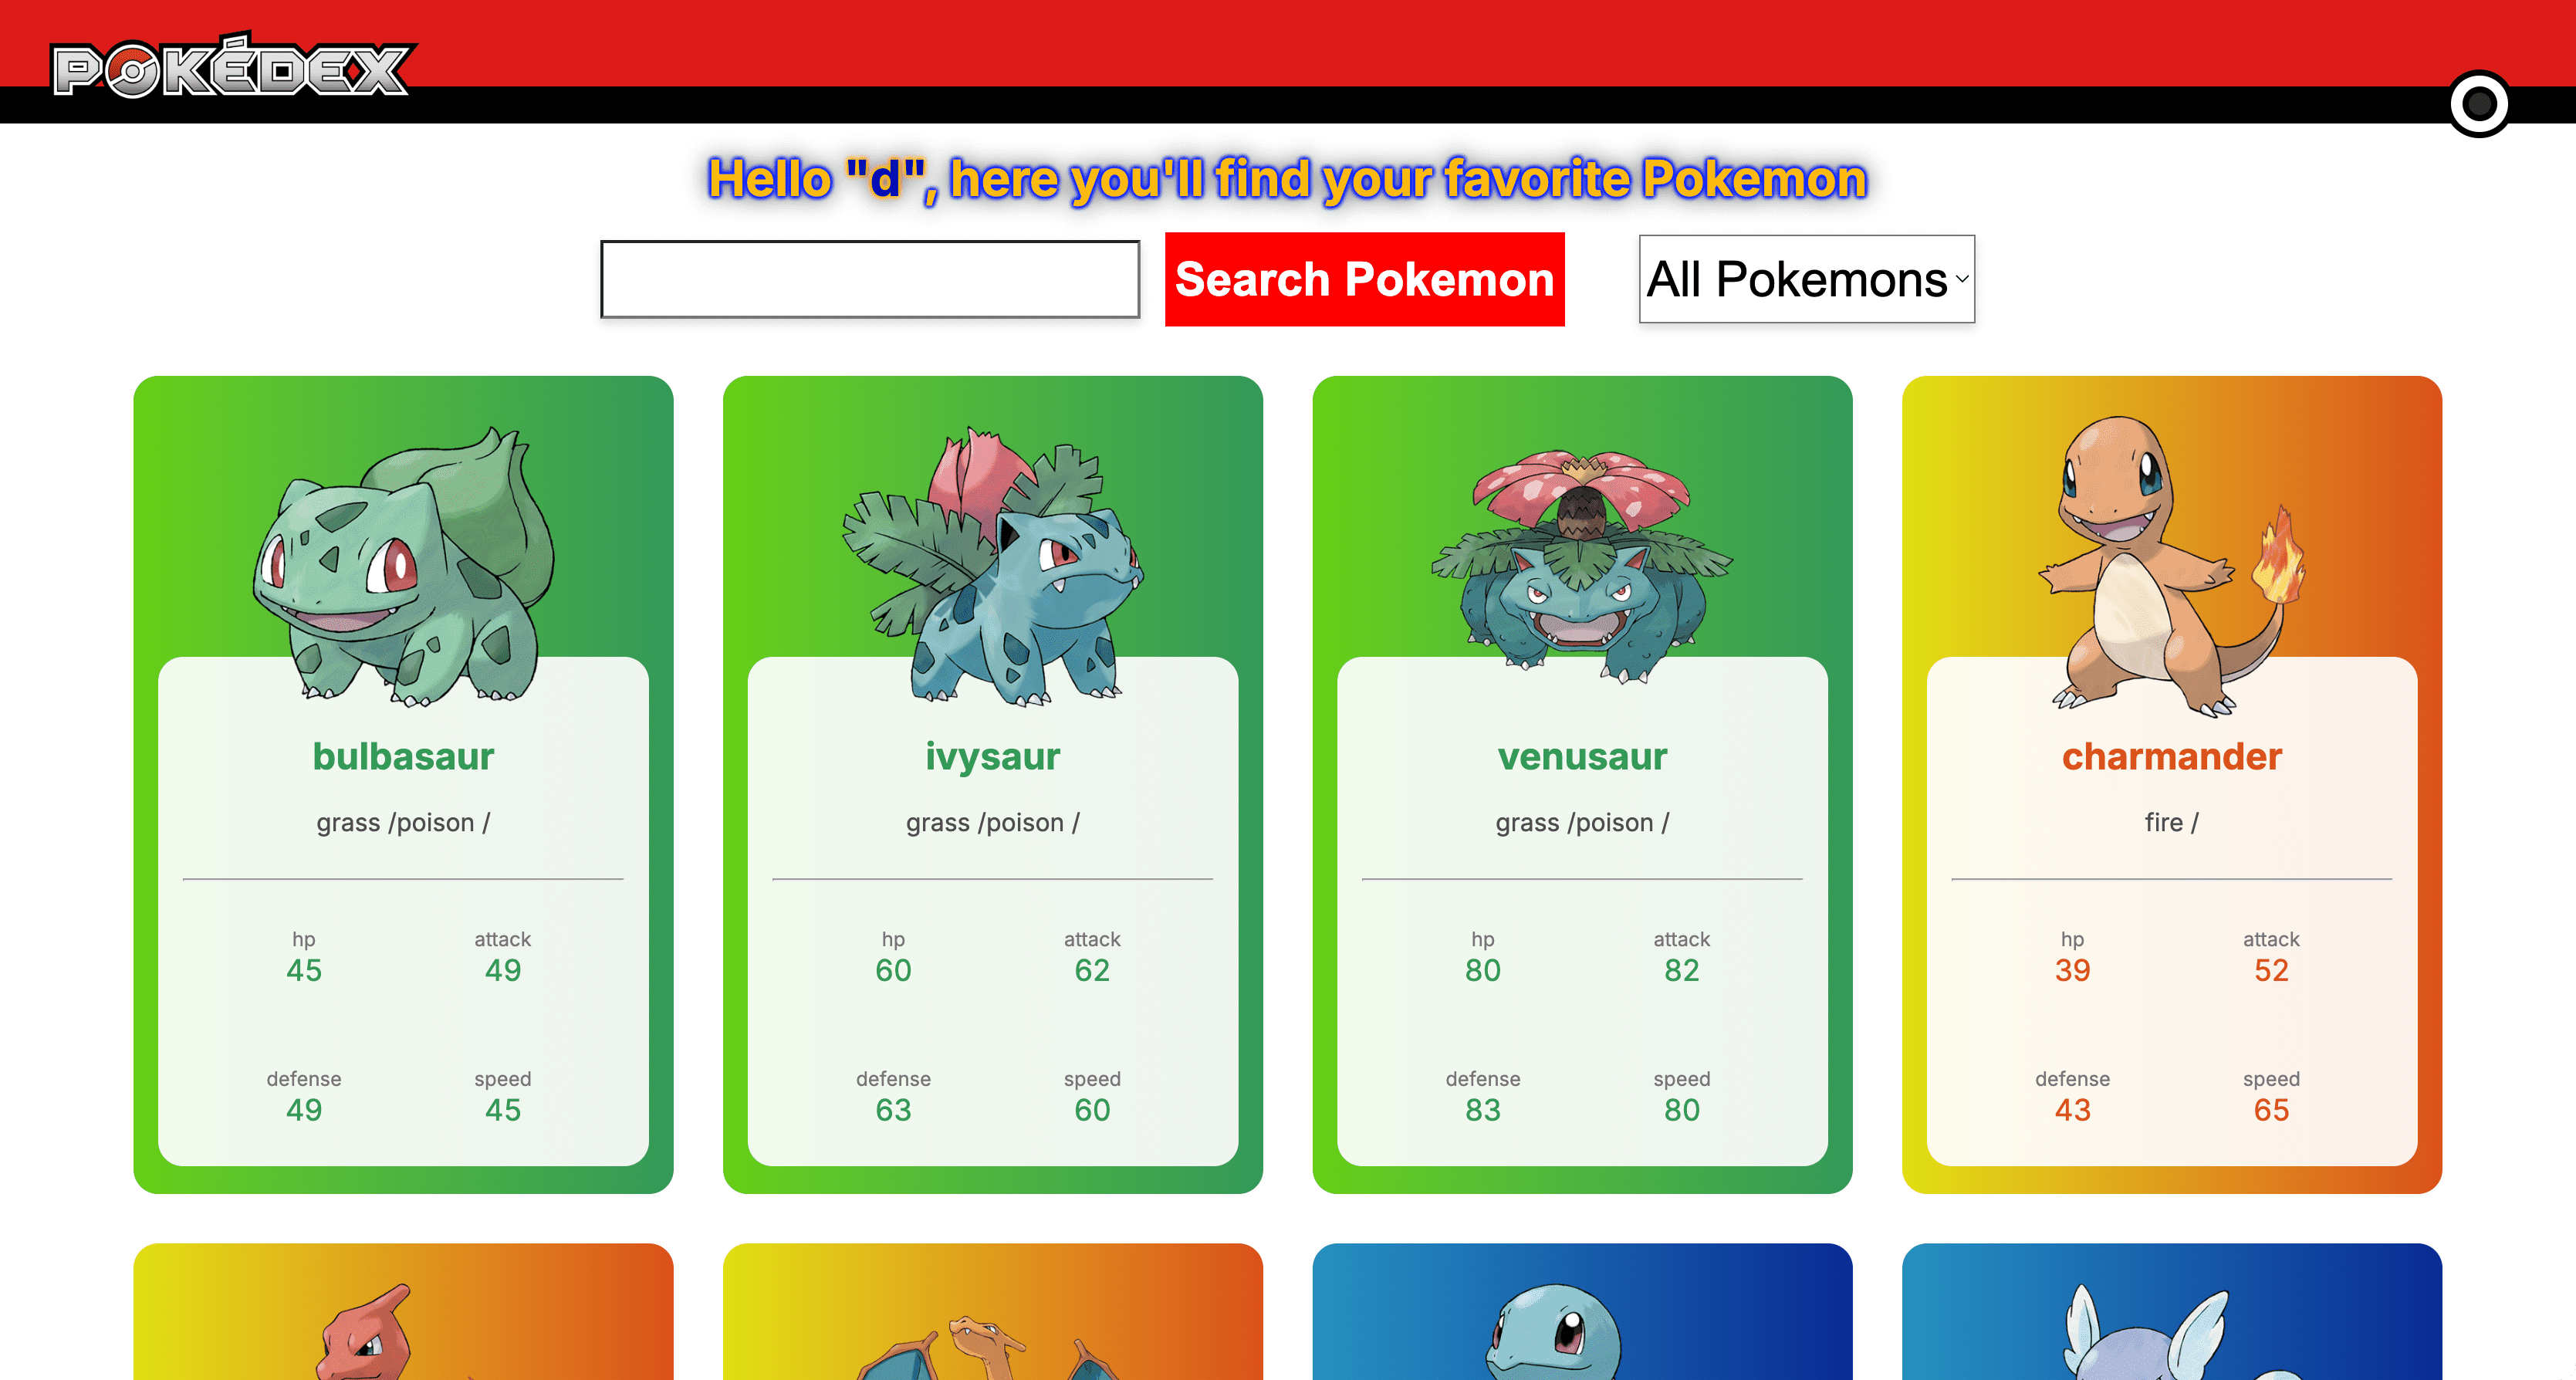 POKÉDEX
Hello "d", here you'll find your favorite Pokemon
Search Pokemon
All Pokemons
bulbasaur
grass /poison /
hp
45
attack
49
defense
49
speed
45
ivysaur
grass /poison /
hp
60
attack
62
defense
63
speed
60
venusaur
grass /poison /
hp
80
attack
82
defense
83
speed
80
charmander
fire /
hp
39
attack
52
defense
43
speed
65